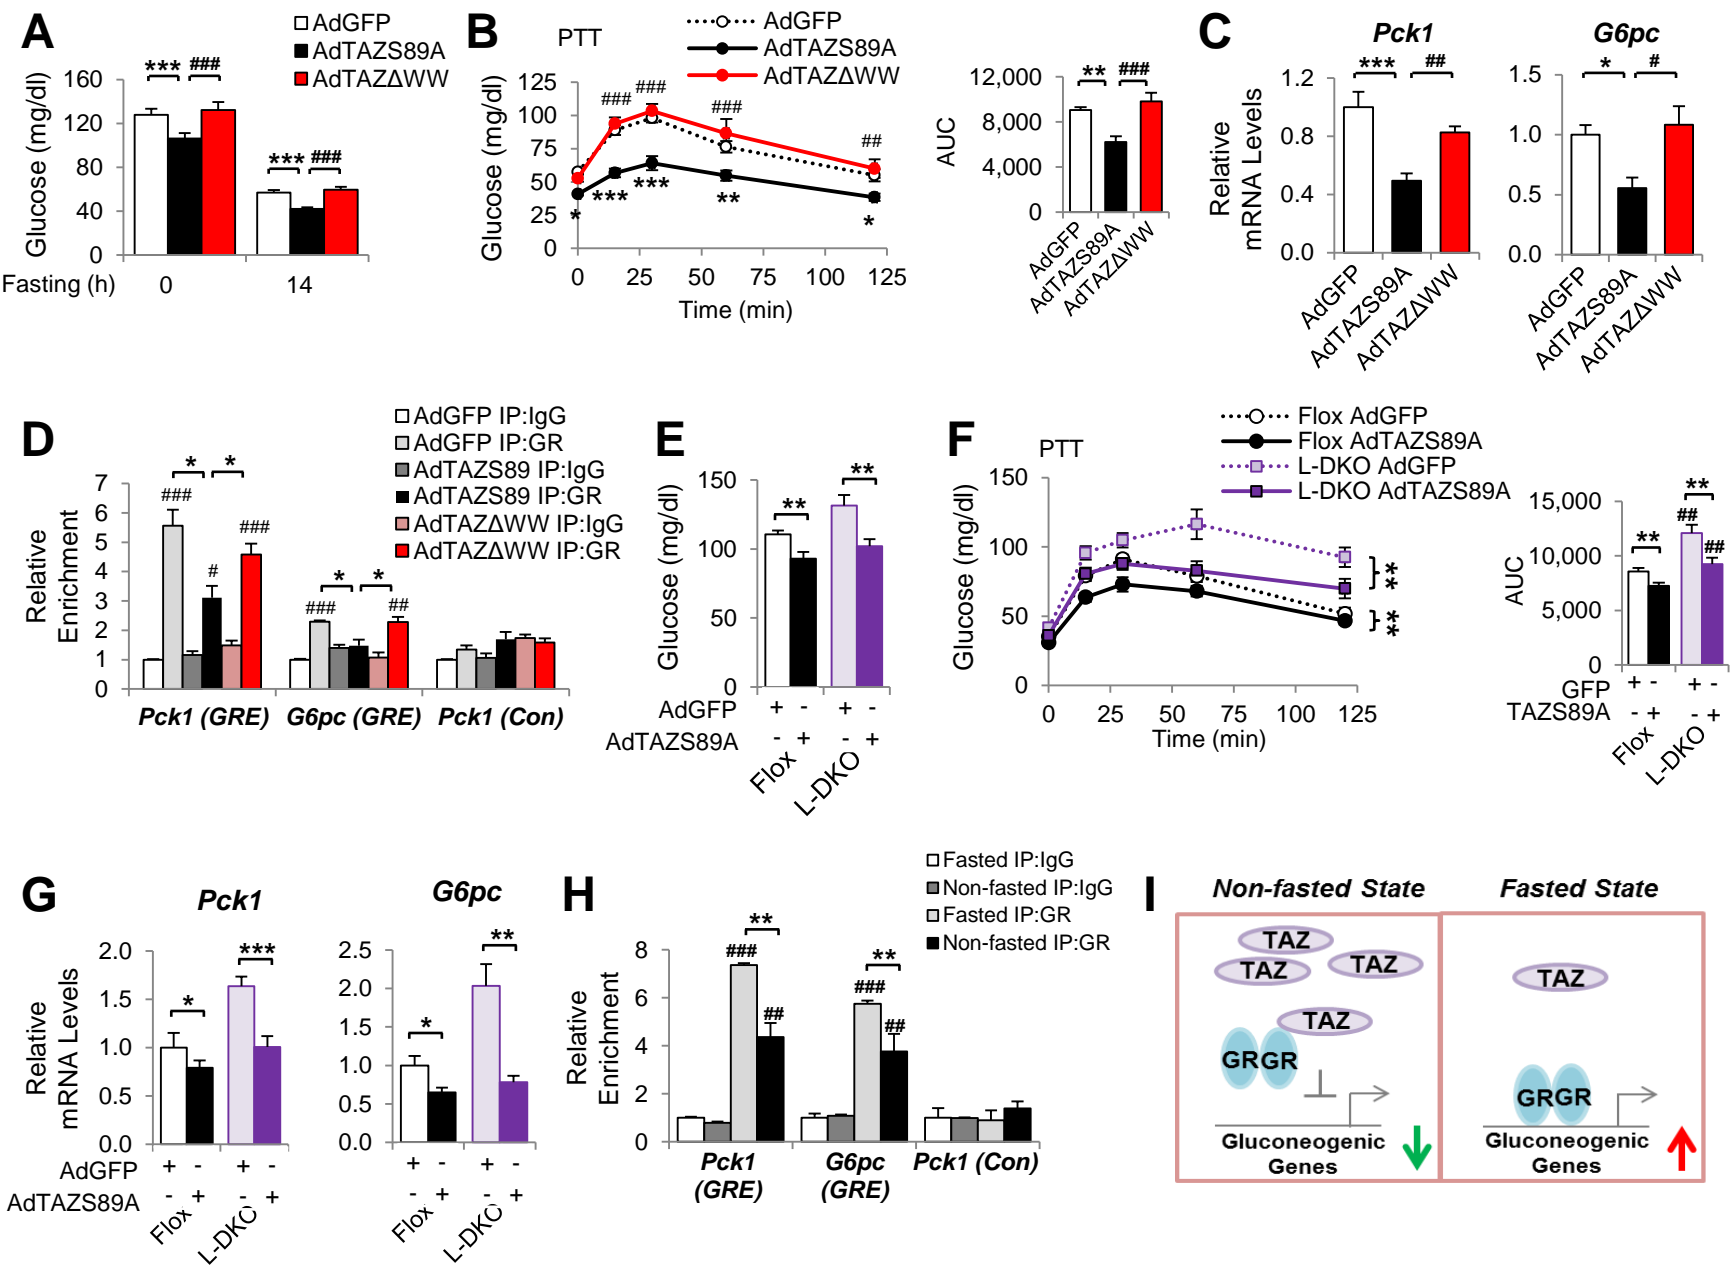 A
AdGFP
AdTAZS89A
AdTAZΔWW
Glucose (mg/dl)
160
120
80
40
0
*** ###
*** ###
Fasting (h) 0 14
B
PTT
AdGFP
AdTAZS89A
AdTAZΔWW
Glucose (mg/dl)
125
100
75
50
25
0
### ### ### ##
* *** *** ** *
0 25 50 75 100 125
Time (min)
AUC
12,000
8,000
4,000
0
** ###
AdGFP
AdTAZS89A
AdTAZΔWW
C
Pck1
Relative
mRNA Levels
1.2
0.8
0.4
0.0
*** ##
AdGFP
AdTAZS89A
AdTAZΔWW
G6pc
1.5
1.0
0.5
0.0
* #
AdGFP
AdTAZS89A
AdTAZΔWW
D
AdGFP IP:IgG
AdGFP IP:GR
AdTAZS89 IP:IgG
AdTAZS89 IP:GR
AdTAZΔWW IP:IgG
AdTAZΔWW IP:GR
Relative
Enrichment
7
6
5
4
3
2
1
0
* *
### # ###
* *
### ##
Pck1 (GRE) G6pc (GRE) Pck1 (Con)
E
Glucose (mg/dl)
150
100
50
0
** **
AdGFP + - + -
AdTAZS89A - + - +
Flox L-DKO
F
PTT
Flox AdGFP
Flox AdTAZS89A
L-DKO AdGFP
L-DKO AdTAZS89A
Glucose (mg/dl)
150
100
50
0
**
**
0 25 50 75 100 125
Time (min)
AUC
15,000
10,000
5,000
0
** ## ** ##
GFP + - + -
TAZS89A - + - +
Flox L-DKO
G
Pck1
Relative
mRNA Levels
2.0
1.5
1.0
0.5
0.0
* ***
AdGFP + - + -
AdTAZS89A - + - +
Flox L-DKO
G6pc
2.5
2.0
1.5
1.0
0.5
0.0
* **
+ - + -
- + - +
Flox L-DKO
H
Fasted IP:IgG
Non-fasted IP:IgG
Fasted IP:GR
Non-fasted IP:GR
Relative
Enrichment
8
6
4
2
0
** ### ##
** ### ##
Pck1 (GRE)
G6pc (GRE)
Pck1 (Con)
I
Non-fasted State
TAZ
TAZ
TAZ
TAZ
GR GR
Gluconeogenic
Genes
Fasted State
TAZ
GR GR
Gluconeogenic
Genes